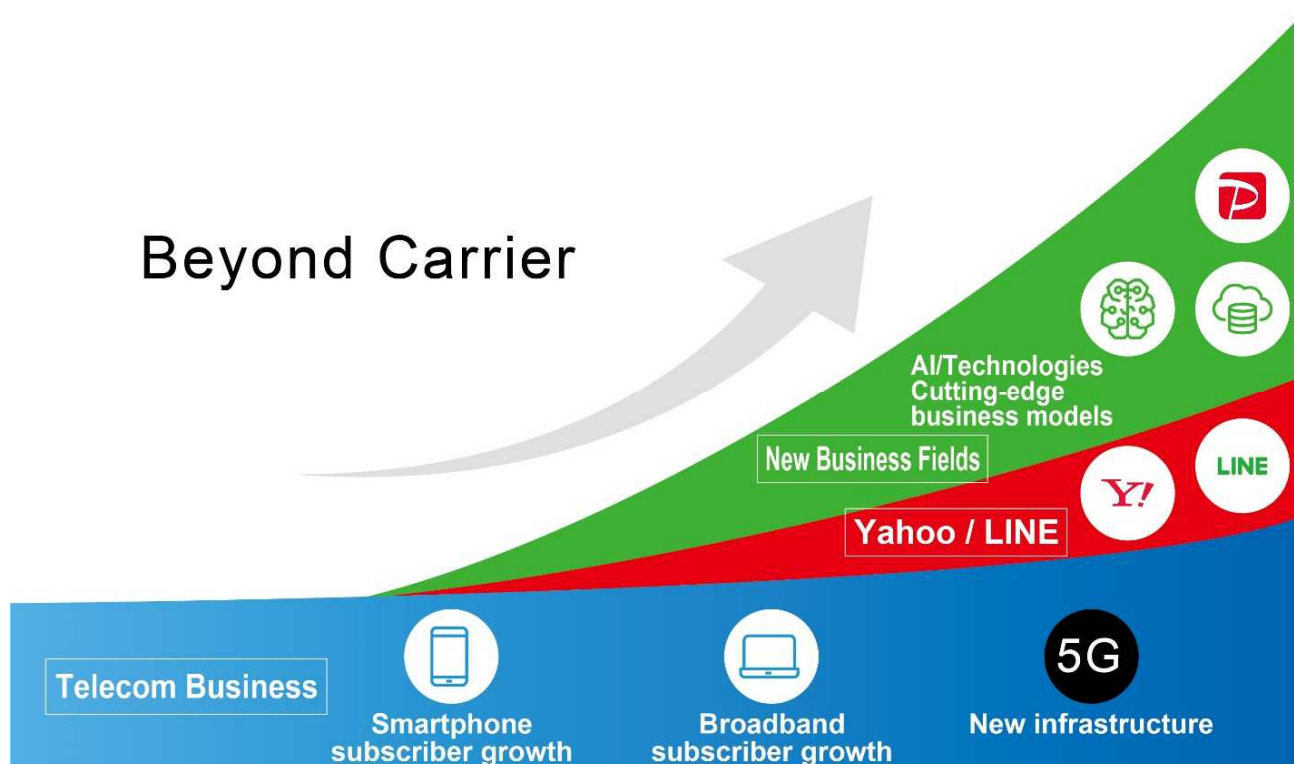 Beyond Carrier
P
AI/Technologies
Cutting-edge
business models
New Business Fields
LINE
Y!
Yahoo / LINE
5G
Telecom Business
Smartphone
subscriber growth
Broadband
subscriber growth
New infrastructure